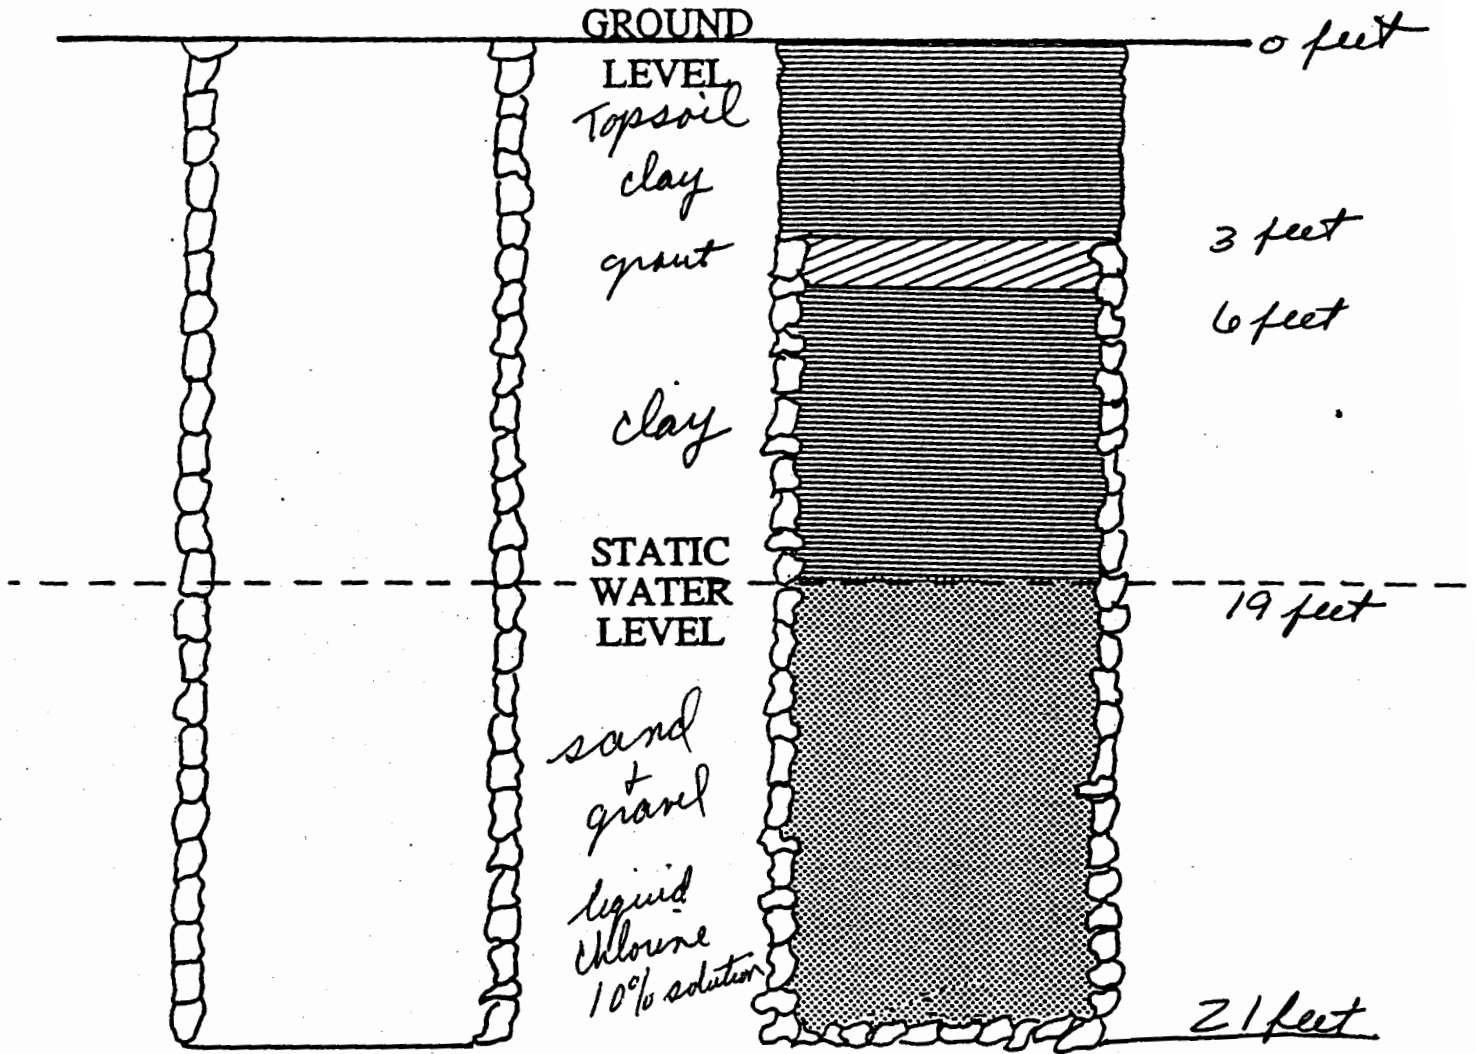 GROUND
LEVEL
0 feet
Topsoil
clay
3 feet
grout
6 feet
clay
STATIC
WATER
LEVEL
19 feet
sand
+
gravel
liquid
chlorine
10% solution
21 feet